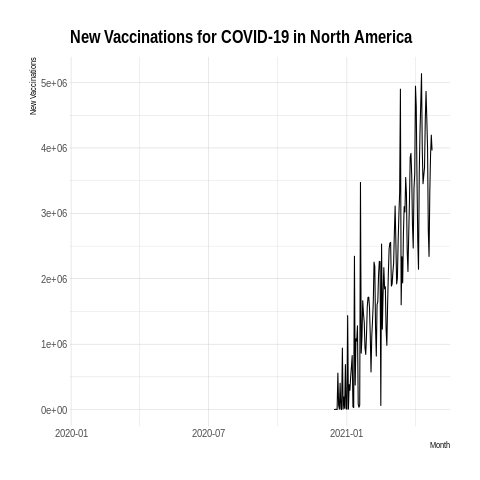 New Vaccinations for COVID-19 in North America
New Vaccinations
5e+06
4e+06
3e+06
2e+06
1e+06
0e+00
2020-01 2020-07 2021-01
Month